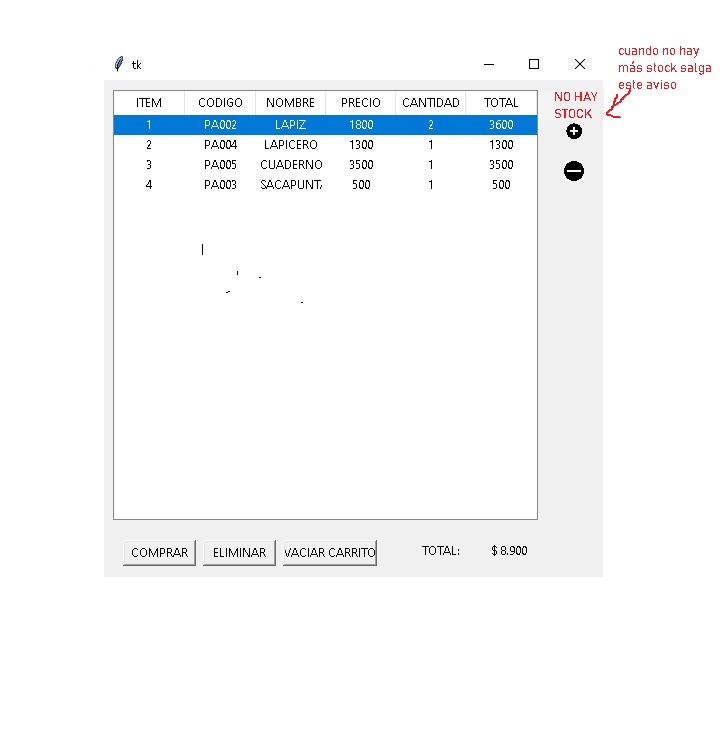 cuando no hay
más stock salga
este aviso
tk
NO HAY
STOCK
ITEM CODIGO NOMBRE PRECIO CANTIDAD TOTAL
1 PA002 LAPIZ 1800 2 3600
2 PA004 LAPICERO 1300 1 1300
3 PA005 CUADERNO 3500 1 3500
4 PA003 SACAPUNT 500 1 500
COMPRAR ELIMINAR VACIAR CARRITO TOTAL: $ 8.900